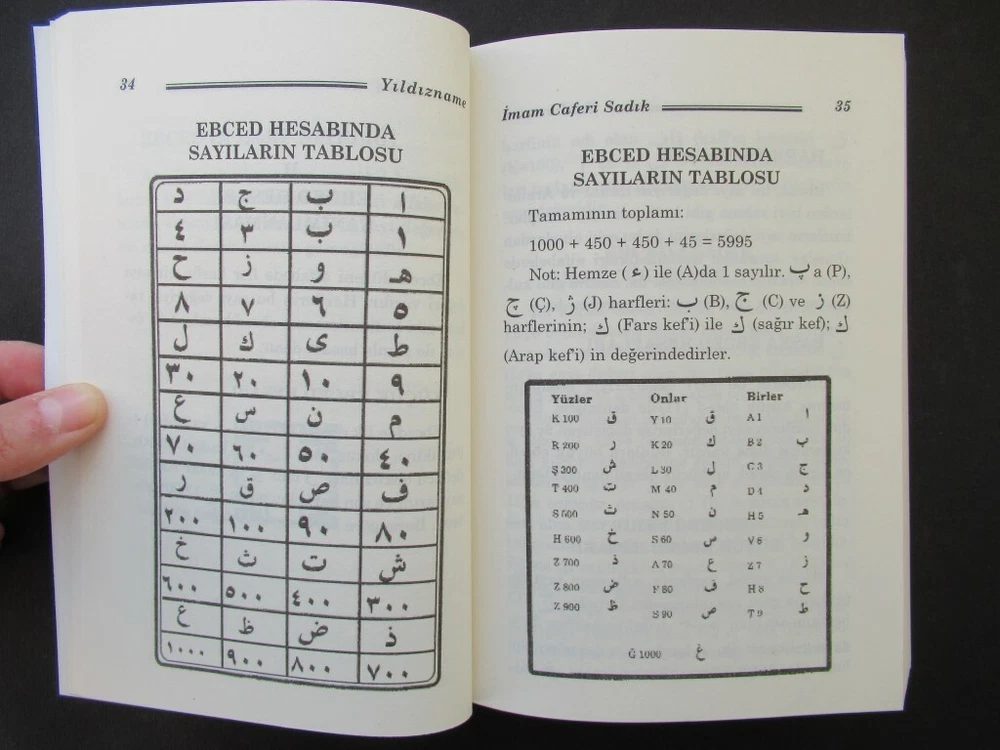 34 Yıldızname
EBCED HESABINDA
SAYILARIN TABLOSU
ا ب ج د
١ ب ٣ ٤
ه و ز ح
٥ ٦ ٧ ٨
ط ى ك ل
٩ ١٠ ٢٠ ٣٠
م ن س ع
٤٠ ٥٠ ٦٠ ٧٠
ف ص ق ر
٨٠ ٩٠ ١٠٠ ٢٠٠
ش ت ث خ
٣٠٠ ٤٠٠ ٥٠٠ ٦٠٠
ذ ض ظ ع
٧٠٠ ٨٠٠ ٩٠٠ ١٠٠٠
İmam Caferi Sadık 35
EBCED HESABINDA
SAYILARIN TABLOSU
Tamamının toplamı:
1000 + 450 + 450 + 45 = 5995
Not: Hemze ( ء ) ile (A)da 1 sayılır. پ a (P),
چ (Ç), ژ (J) harfleri: ب (B), ج (C) ve ز (Z)
harflerinin; ك (Fars kef'i) ile ك (sağır kef); ك
(Arap kef'i) in değerindedirler.
Yüzler Onlar Birler
K 100 ق Y 10 ق A 1 ا
R 200 ر K 20 ك B 2 ب
Ş 300 ش L 30 ل C 3 ج
T 400 ت M 40 م D 4 د
S 500 ث N 50 ن H 5 هـ
H 600 خ S 60 س V 6 و
Z 700 ذ A 70 ع Z 7 ز
Z 800 ض F 80 ف H 8 ح
Z 900 ظ S 90 ص T 9 ط
Ğ 1000 غ